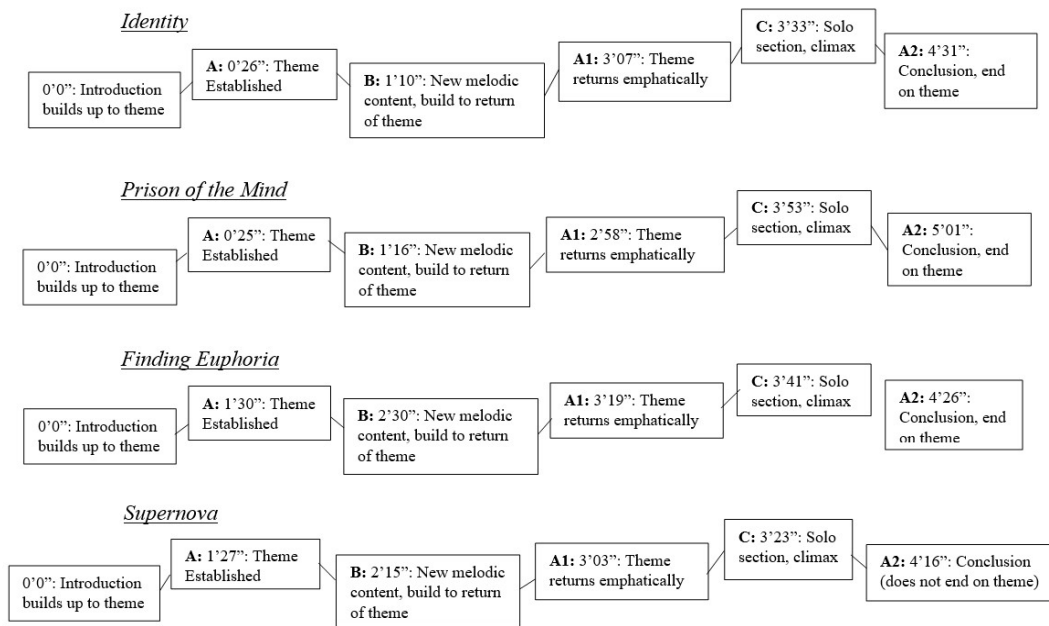 Identity
0’0”: Introduction
builds up to theme
A: 0’26”: Theme
Established
B: 1’10”: New melodic
content, build to return
of theme
A1: 3’07”: Theme
returns emphatically
C: 3’33”: Solo
section, climax
A2: 4’31”:
Conclusion, end
on theme
Prison of the Mind
0’0”: Introduction
builds up to theme
A: 0’25”: Theme
Established
B: 1’16”: New melodic
content, build to return
of theme
A1: 2’58”: Theme
returns emphatically
C: 3’53”: Solo
section, climax
A2: 5’01”:
Conclusion, end
on theme
Finding Euphoria
0’0”: Introduction
builds up to theme
A: 1’30”: Theme
Established
B: 2’30”: New melodic
content, build to return
of theme
A1: 3’19”: Theme
returns emphatically
C: 3’41”: Solo
section, climax
A2: 4’26”:
Conclusion, end
on theme
Supernova
0’0”: Introduction
builds up to theme
A: 1’27”: Theme
Established
B: 2’15”: New melodic
content, build to return
of theme
A1: 3’03”: Theme
returns emphatically
C: 3’23”: Solo
section, climax
A2: 4’16”: Conclusion
(does not end on theme)